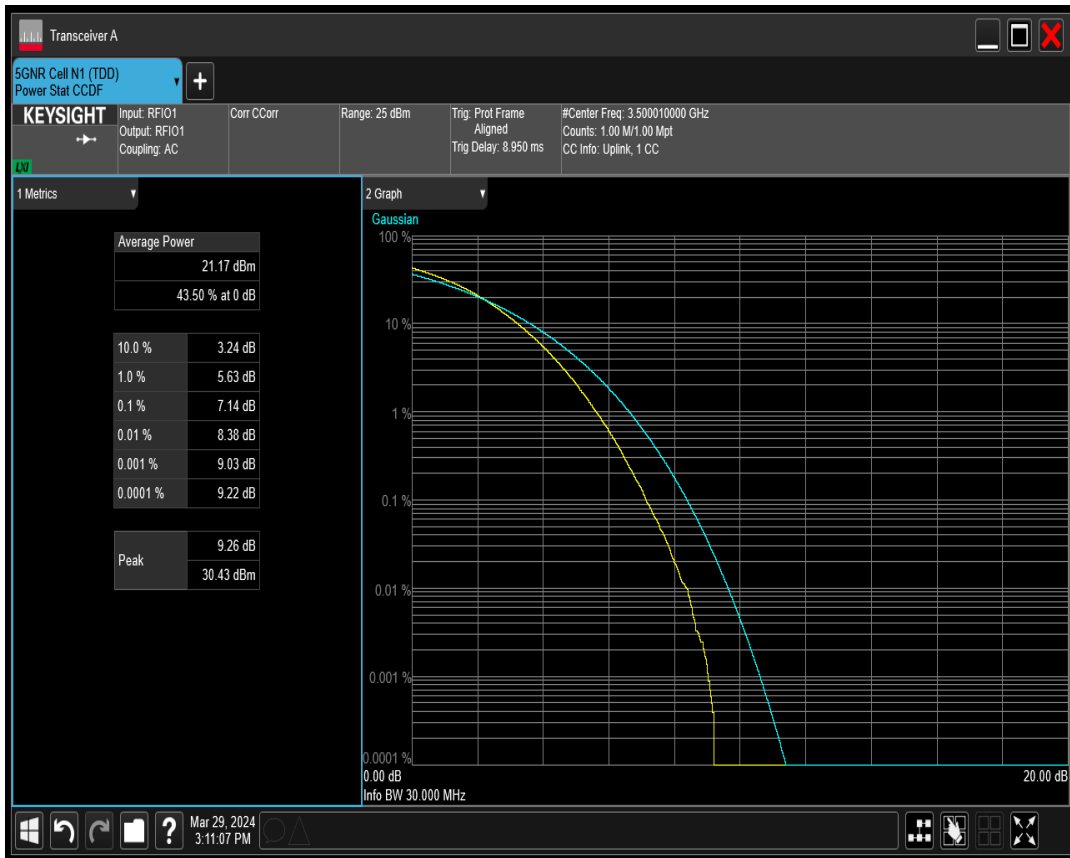 Transceiver A
5GNR Cell N1 (TDD)
Power Stat CCDF
+
KEYSIGHT
LXI
Input: RFIO1
Output: RFIO1
Coupling: AC
Corr CCorr
Range: 25 dBm
Trig: Prot Frame
Aligned
Trig Delay: 8.950 ms
#Center Freq: 3.500010000 GHz
Counts: 1.00 M/1.00 Mpt
CC Info: Uplink, 1 CC
1 Metrics
Average Power
21.17 dBm
43.50 % at 0 dB
10.0 % 3.24 dB
1.0 % 5.63 dB
0.1 % 7.14 dB
0.01 % 8.38 dB
0.001 % 9.03 dB
0.0001 % 9.22 dB
Peak
9.26 dB
30.43 dBm
2 Graph
Gaussian
100 %
10 %
1 %
0.1 %
0.01 %
0.001 %
0.0001 %
0.00 dB 20.00 dB
Info BW 30.000 MHz
?
Mar 29, 2024
3:11:07 PM